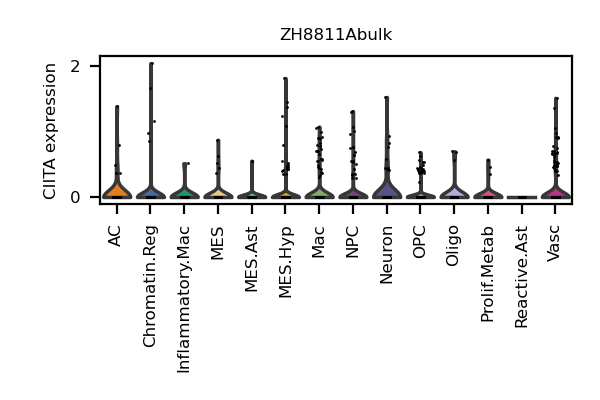 ZH8811Abulk
CIITA expression
2
0
AC
Chromatin.Reg
Inflammatory.Mac
MES
MES.Ast
MES.Hyp
Mac
NPC
Neuron
OPC
Oligo
Prolif.Metab
Reactive.Ast
Vasc